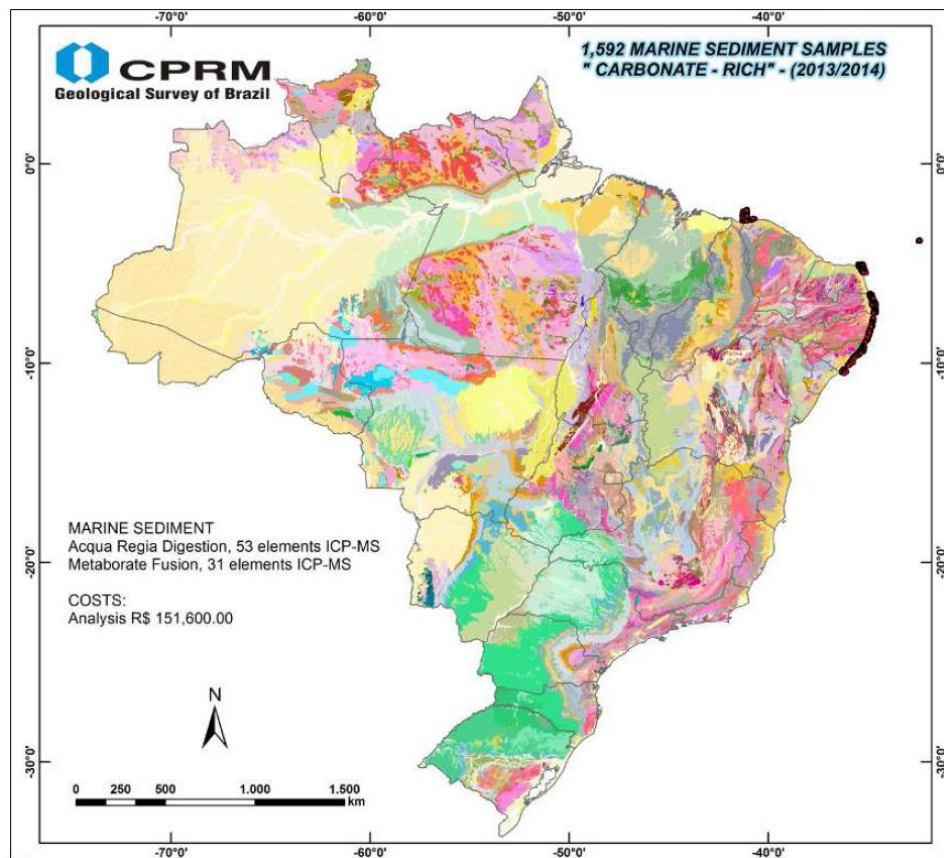 -70°0' -60°0' -50°0' -40°0'
CPRM
Geological Survey of Brazil
1,592 MARINE SEDIMENT SAMPLES
" CARBONATE - RICH" - (2013/2014)
0°0' 0°0'
-10°0' -10°0'
MARINE SEDIMENT
Acqua Regia Digestion, 53 elements ICP-MS
Metaborate Fusion, 31 elements ICP-MS
-20°0' -20°0'
COSTS:
Analysis R$ 151,600.00
N
-30°0' -30°0'
0 250 500 1.000 1.500
km
-70°0' -60°0' -50°0' -40°0'